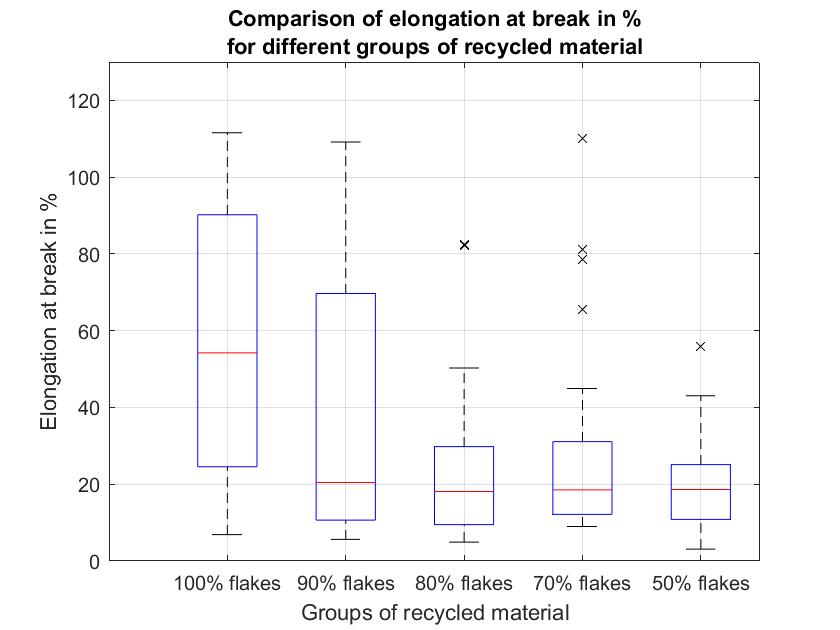 Comparison of elongation at break in %
for different groups of recycled material
Elongation at break in %
120
100
80
60
40
20
0
100% flakes 90% flakes 80% flakes 70% flakes 50% flakes
Groups of recycled material